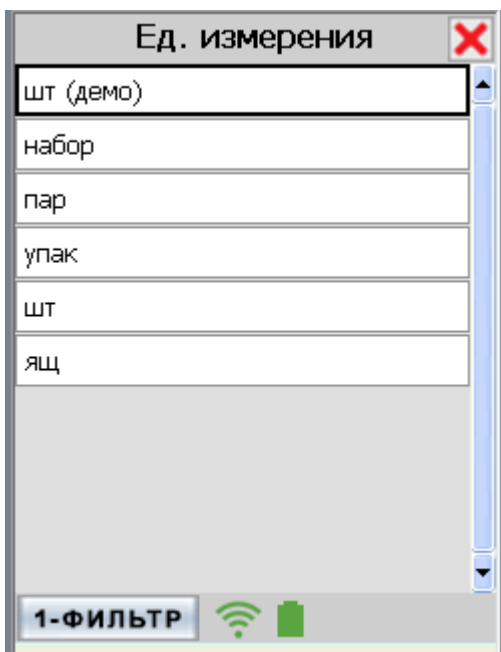 Ед. измерения
шт (демо)
набор
пар
упак
шт
ящ
1-ФИЛЬТР